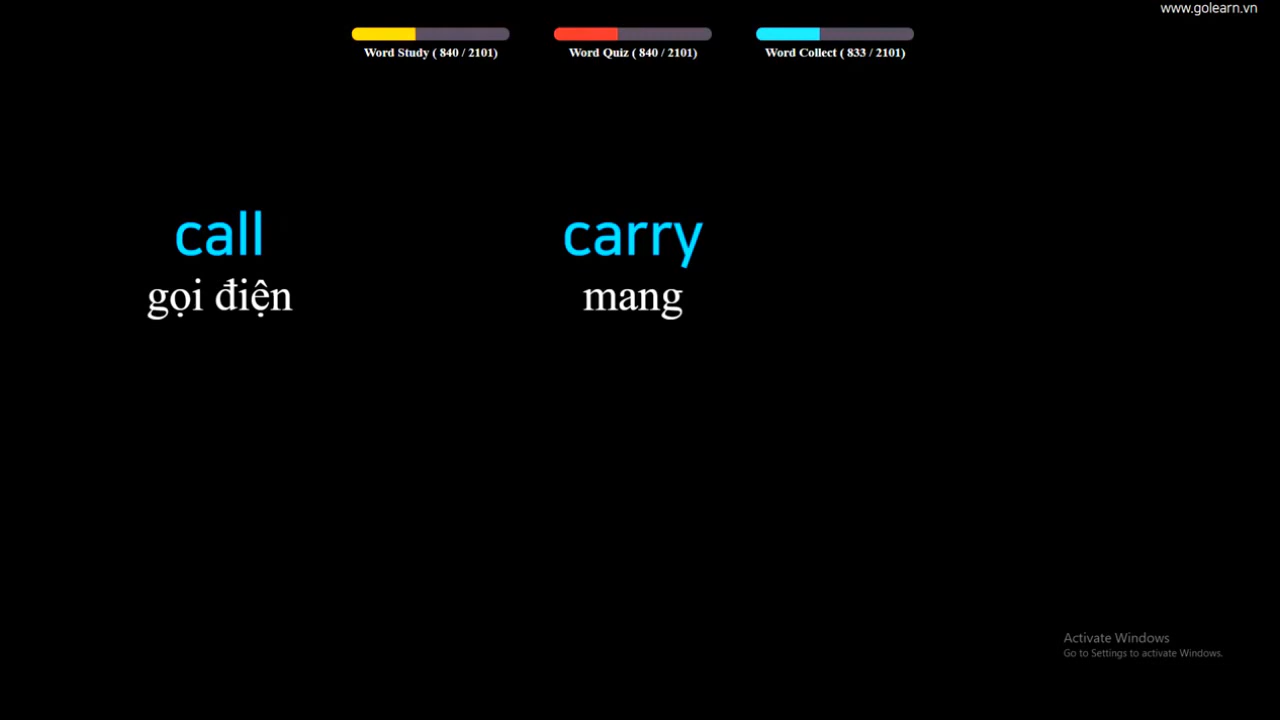 www.golearn.vn
Word Study ( 840 / 2101)
Word Quiz ( 840 / 2101)
Word Collect ( 833 / 2101)
call
carry
gọi điện
mang
Activate Windows
Go to Settings to activate Windows.